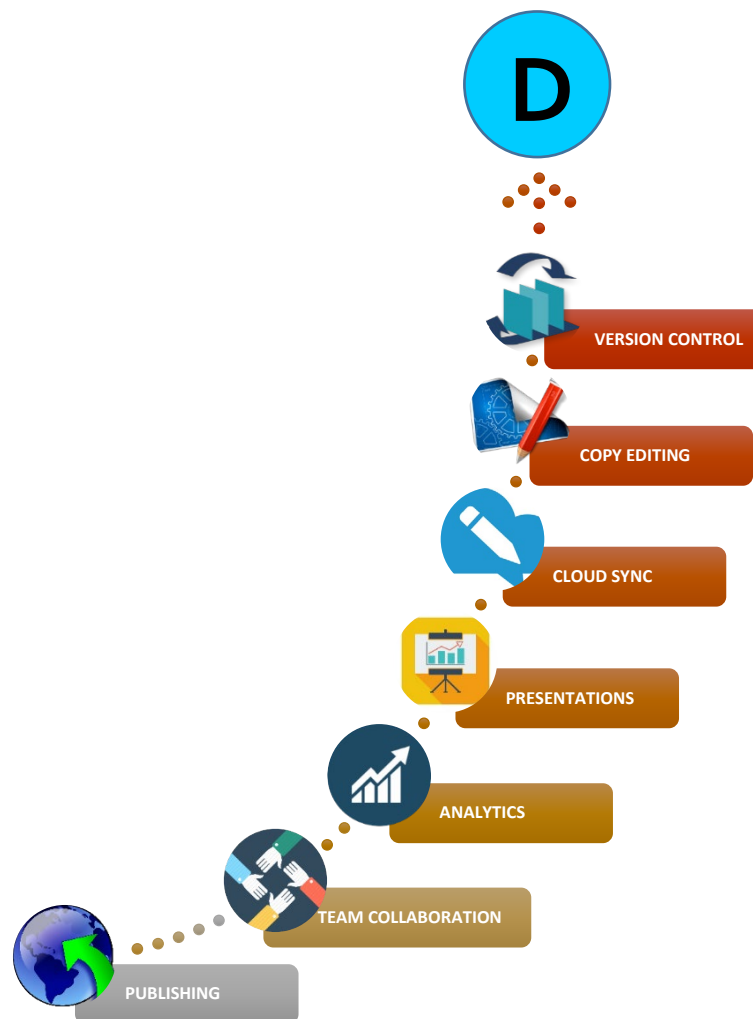 D
VERSION CONTROL
COPY EDITING
CLOUD SYNC
PRESENTATIONS
ANALYTICS
TEAM COLLABORATION
PUBLISHING